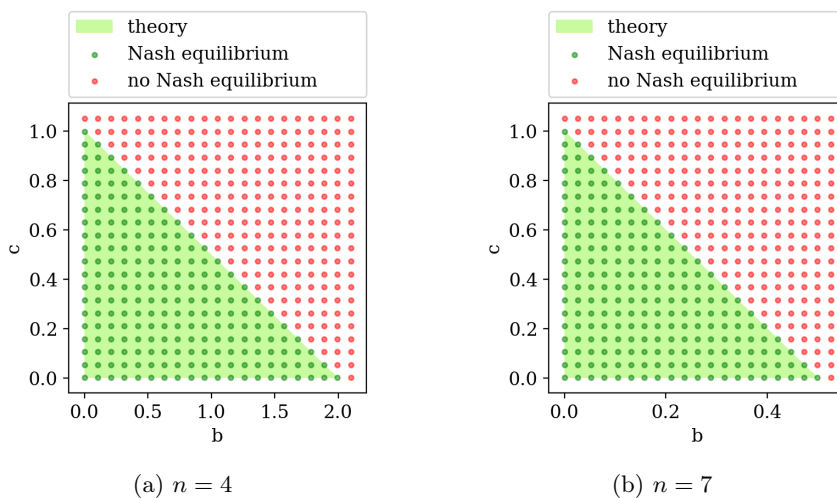 theory
Nash equilibrium
no Nash equilibrium
1.0
0.8
0.6
0.4
0.2
0.0
c
0.0 0.5 1.0 1.5 2.0
b
(a) n = 4
theory
Nash equilibrium
no Nash equilibrium
1.0
0.8
0.6
0.4
0.2
0.0
c
0.0 0.2 0.4
b
(b) n = 7